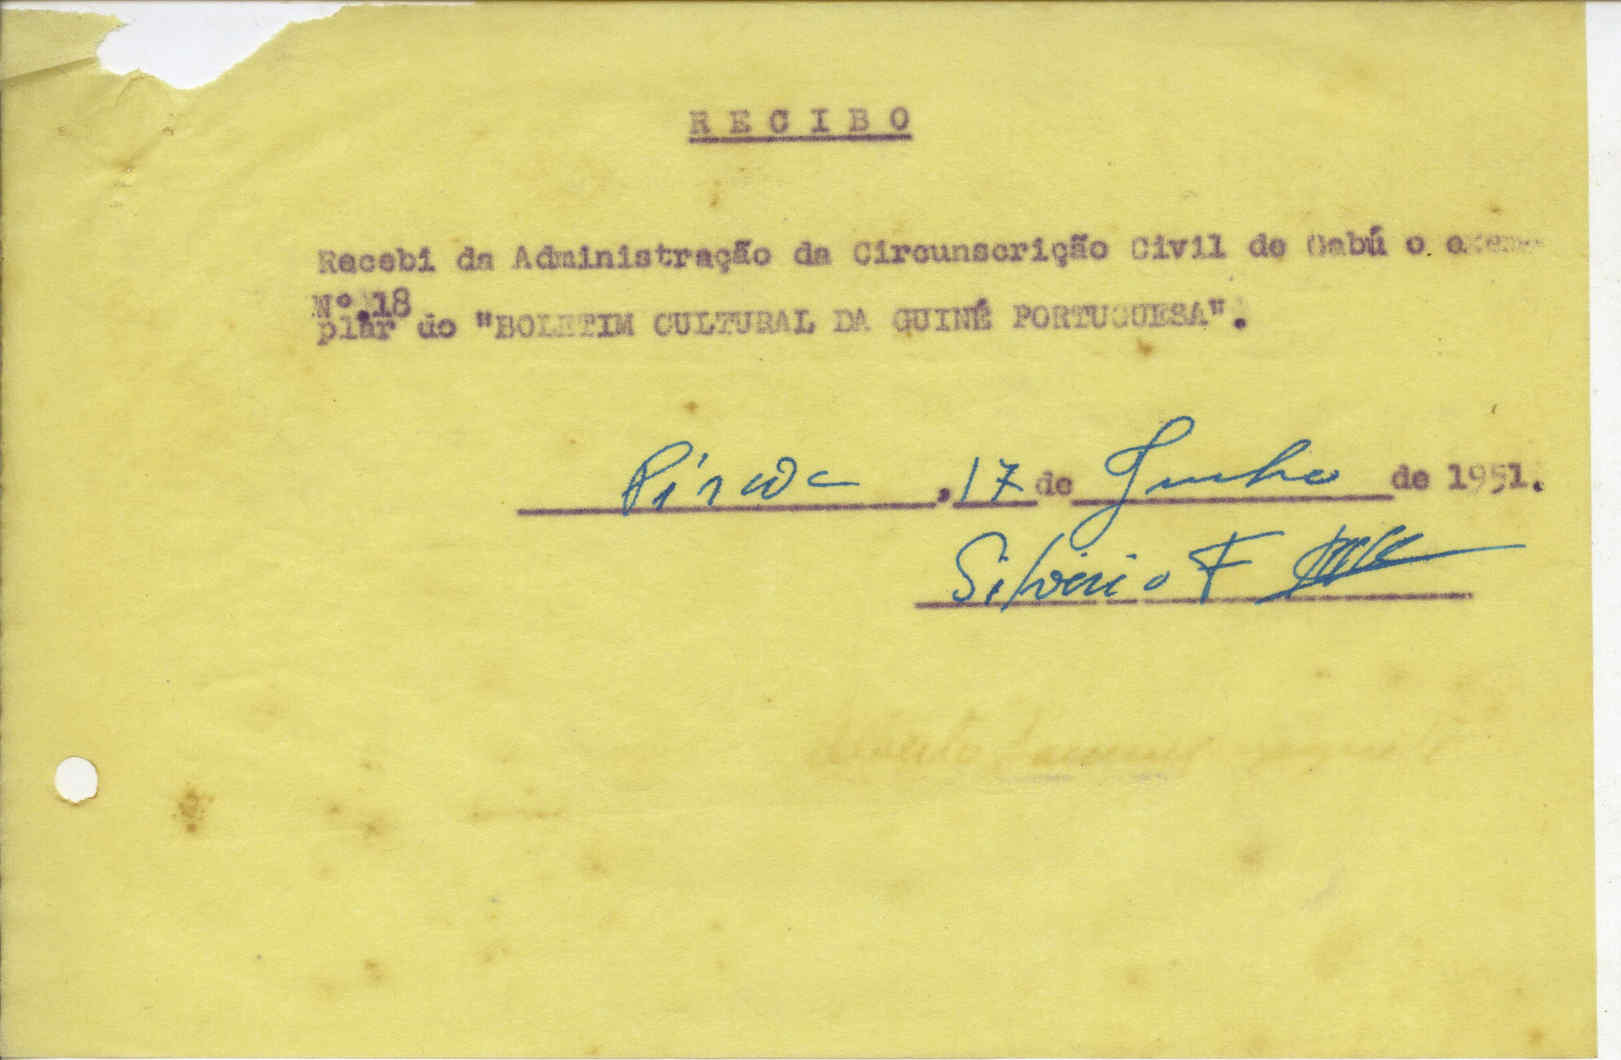 RECIBO
Recebi da Administração da Circunscrição Civil de Gabú o exem-
Nº.18
plar do "BOLETIM CULTURAL DA GUINÉ PORTUGUESA".
Pirada, 17 de Junho de 1951.
Silvério F